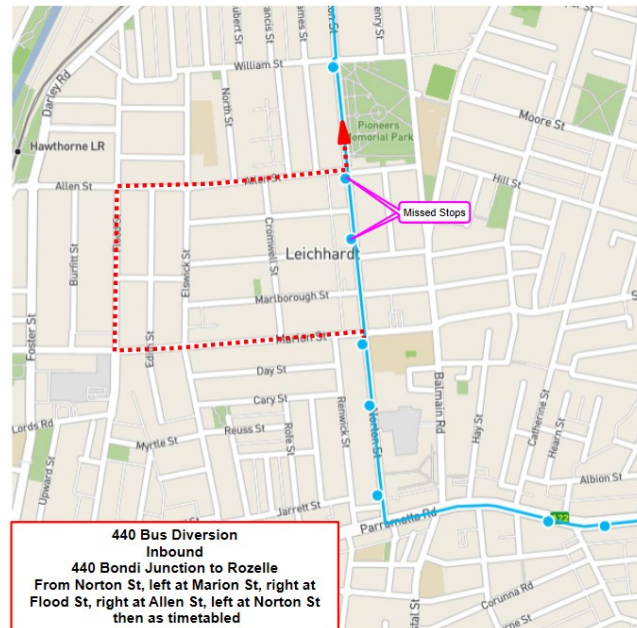 William St
Darley Rd
North St
Moore St
Pioneers
Memorial Park
Hawthorne LR
Allen St
Allen St
Hill St
Missed Stops
Burfitt St
Elswick St
Cromwell St
Leichhardt
Marlborough St
Foster St
Edith St
Marion St
Day St
Cary St
Renwick St
Norton St
Balmain Rd
Hay St
Catherine St
Hearn St
Lords Rd
Reuss St
Myrtle St
Rofe St
Upward St
Jarrett St
Parramatta Rd
Albion St
A22
Corunna Rd
440 Bus Diversion
Inbound
440 Bondi Junction to Rozelle
From Norton St, left at Marion St, right at
Flood St, right at Allen St, left at Norton St
then as timetabled